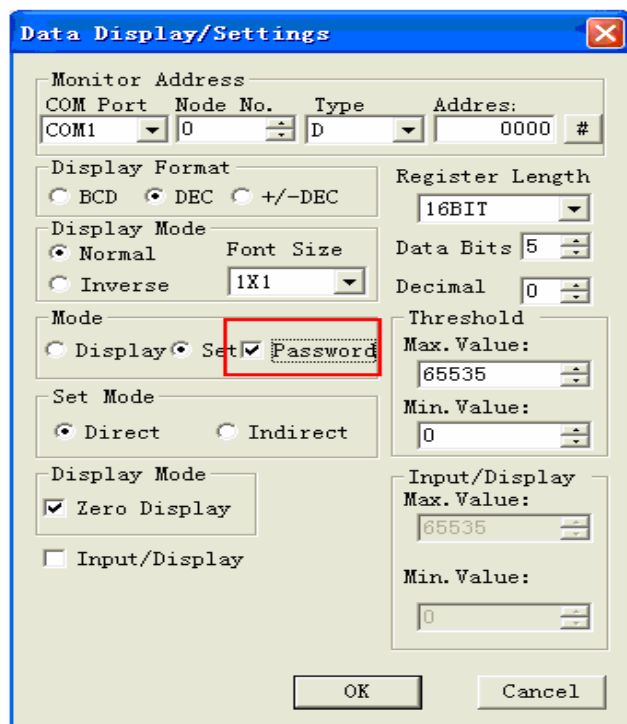 Data Display/Settings
Monitor Address
COM Port Node No. Type Addres:
COM1 0 D 0000 #
Display Format
BCD DEC +/-DEC
Register Length
16BIT
Display Mode
Normal Font Size
Inverse 1X1
Data Bits 5
Decimal 0
Mode
Display Set Password
Threshold
Max.Value:
65535
Min.Value:
0
Set Mode
Direct Indirect
Display Mode
Zero Display
Input/Display
Input/Display
Max.Value:
65535
Min.Value:
0
OK Cancel